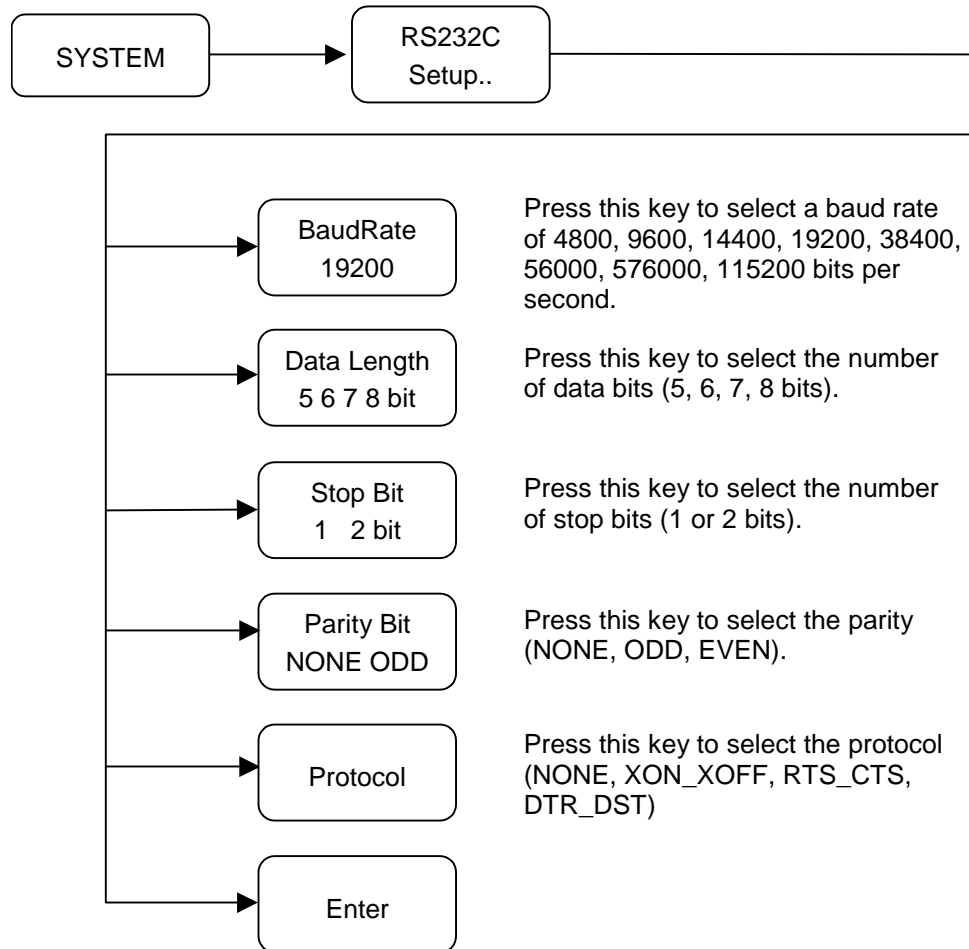 SYSTEM
RS232C
Setup..
BaudRate
19200
Press this key to select a baud rate
of 4800, 9600, 14400, 19200, 38400,
56000, 576000, 115200 bits per
second.
Data Length
5 6 7 8 bit
Press this key to select the number
of data bits (5, 6, 7, 8 bits).
Stop Bit
1 2 bit
Press this key to select the number
of stop bits (1 or 2 bits).
Parity Bit
NONE ODD
Press this key to select the parity
(NONE, ODD, EVEN).
Protocol
Press this key to select the protocol
(NONE, XON_XOFF, RTS_CTS,
DTR_DST)
Enter